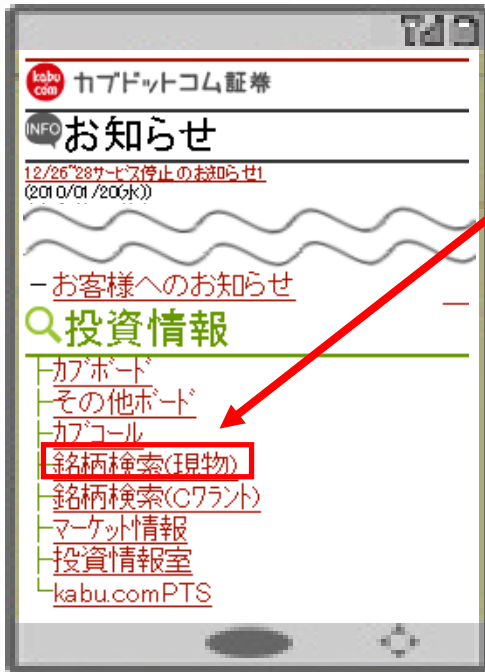 kabu.com カブドットコム証券
INFO お知らせ
12/26~28サービス停止のお知らせ1
(2010/01/20(水))
お客様へのお知らせ
投資情報
カブボード
その他ボード
カブコール
銘柄検索(現物)
銘柄検索(Cワラント)
マーケット情報
投資情報室
kabu.comPTS